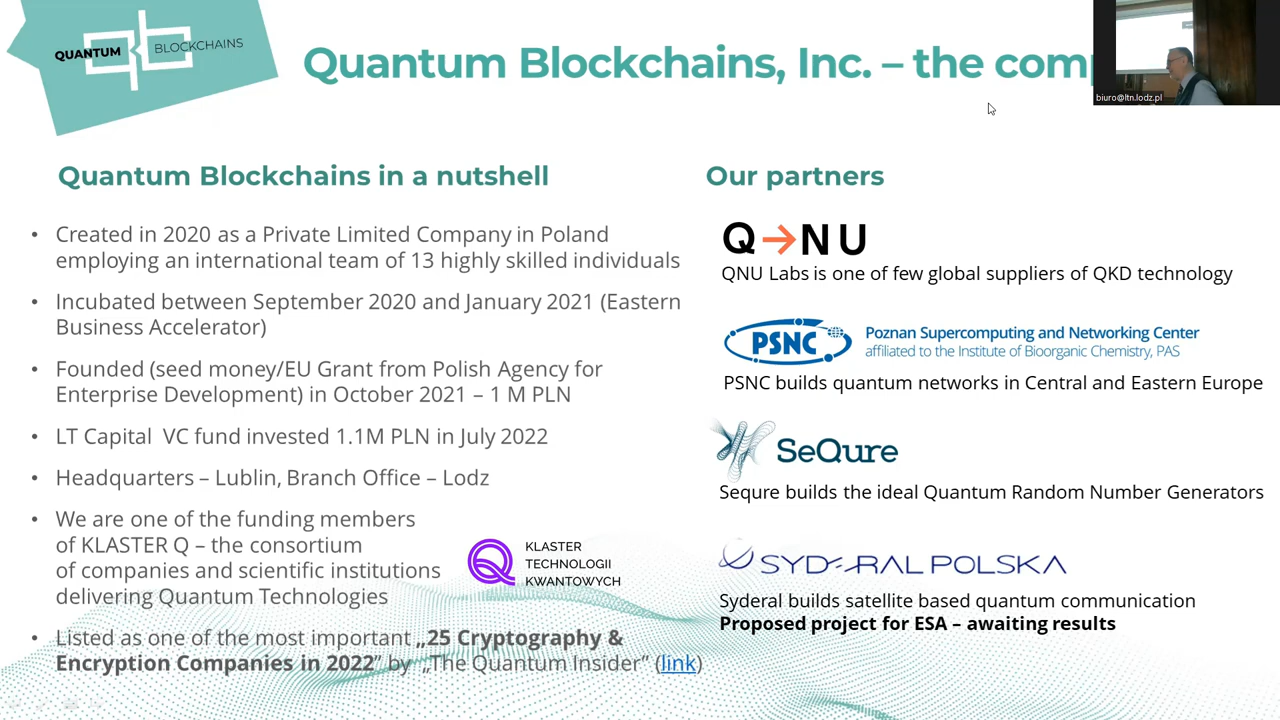 QUANTUM BLOCKCHAINS
Quantum Blockchains, Inc. – the comp
biuro@ltn.lodz.pl
Quantum Blockchains in a nutshell
• Created in 2020 as a Private Limited Company in Poland
employing an international team of 13 highly skilled individuals
• Incubated between September 2020 and January 2021 (Eastern
Business Accelerator)
• Founded (seed money/EU Grant from Polish Agency for
Enterprise Development) in October 2021 – 1 M PLN
• LT Capital VC fund invested 1.1M PLN in July 2022
• Headquarters – Lublin, Branch Office – Lodz
• We are one of the funding members
of KLASTER Q – the consortium
of companies and scientific institutions
delivering Quantum Technologies
KLASTER
TECHNOLOGII
KWANTOWYCH
• Listed as one of the most important „25 Cryptography &
Encryption Companies in 2022” by „The Quantum Insider” (link)
Our partners
Q→NU
QNU Labs is one of few global suppliers of QKD technology
PSNC
Poznan Supercomputing and Networking Center
affiliated to the Institute of Bioorganic Chemistry, PAS
PSNC builds quantum networks in Central and Eastern Europe
SeQure
Sequre builds the ideal Quantum Random Number Generators
SYDERAL POLSKA
Syderal builds satellite based quantum communication
Proposed project for ESA – awaiting results